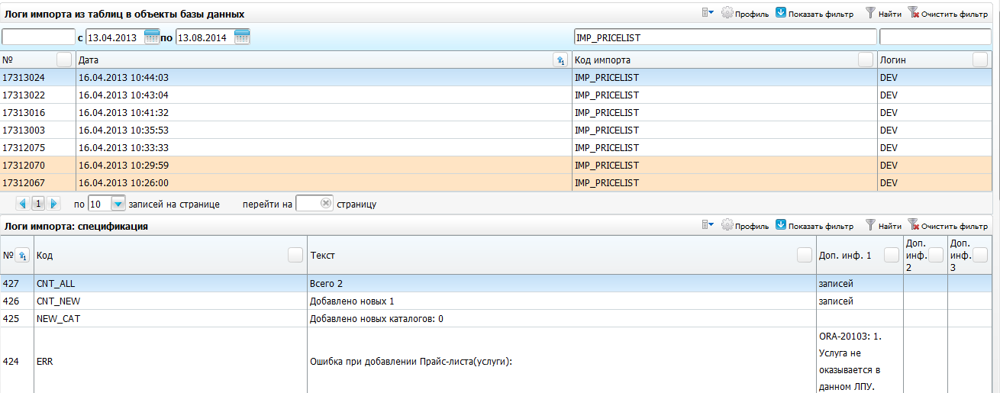 Логи импорта из таблиц в объекты базы данных Профиль Показать фильтр Найти Очистить фильтр
с 13.04.2013 по 13.08.2014 IMP_PRICELIST
№ Дата Код импорта Логин
17313024 16.04.2013 10:44:03 IMP_PRICELIST DEV
17313022 16.04.2013 10:43:04 IMP_PRICELIST DEV
17313016 16.04.2013 10:41:32 IMP_PRICELIST DEV
17313003 16.04.2013 10:35:53 IMP_PRICELIST DEV
17312075 16.04.2013 10:33:33 IMP_PRICELIST DEV
17312070 16.04.2013 10:29:59 IMP_PRICELIST DEV
17312067 16.04.2013 10:26:00 IMP_PRICELIST DEV
1 по 10 записей на странице перейти на страницу
Логи импорта: спецификация Профиль Показать фильтр Найти Очистить фильтр
№ Код Текст Доп. инф. 1 Доп. инф. 2 Доп. инф. 3
427 CNT_ALL Всего 2 записей
426 CNT_NEW Добавлено новых 1 записей
425 NEW_CAT Добавлено новых каталогов: 0
424 ERR Ошибка при добавлении Прайс-листа(услуги):
ORA-20103: 1.
Услуга не
оказывается в
данном ЛПУ.